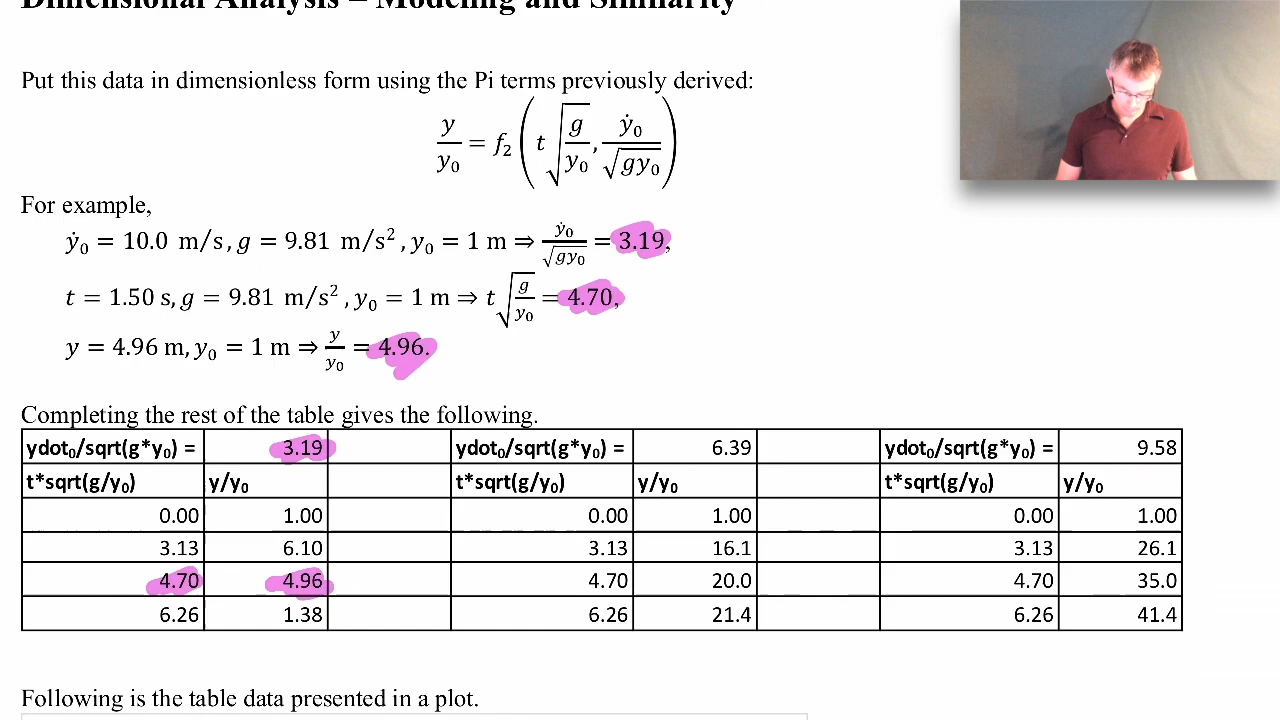 Dimensional Analysis – Modeling and Similarity
Put this data in dimensionless form using the Pi terms previously derived:
y/y₀ = f₂(t√(g/y₀), ẏ₀/√(gy₀))
For example,
ẏ₀ = 10.0 m/s, g = 9.81 m/s², y₀ = 1 m ⇒ ẏ₀/√(gy₀) = 3.19,
t = 1.50 s, g = 9.81 m/s², y₀ = 1 m ⇒ t√(g/y₀) = 4.70,
y = 4.96 m, y₀ = 1 m ⇒ y/y₀ = 4.96.
Completing the rest of the table gives the following.
ydot₀/sqrt(g*y₀) = 3.19 ydot₀/sqrt(g*y₀) = 6.39 ydot₀/sqrt(g*y₀) = 9.58
t*sqrt(g/y₀) y/y₀ t*sqrt(g/y₀) y/y₀ t*sqrt(g/y₀) y/y₀
0.00 1.00 0.00 1.00 0.00 1.00
3.13 6.10 3.13 16.1 3.13 26.1
4.70 4.96 4.70 20.0 4.70 35.0
6.26 1.38 6.26 21.4 6.26 41.4
Following is the table data presented in a plot.